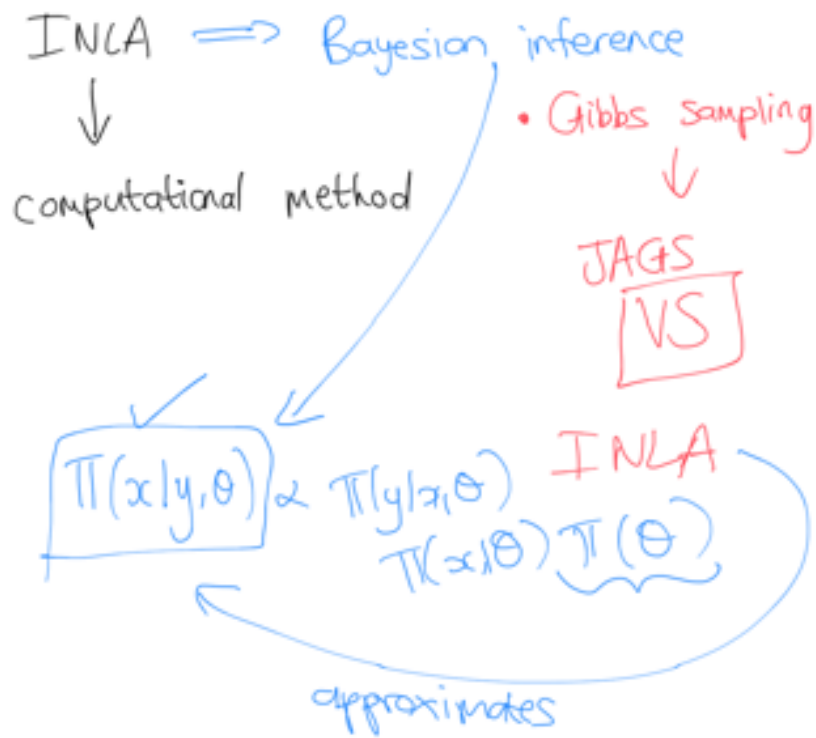 INLA ⇒ Bayesion inference
↓
• Gibbs sampling
↓
computational method
JAGS
VS
INLA
π(x|y,θ) ∝ π(y|x,θ)
π(x|θ) π(θ)
approximates